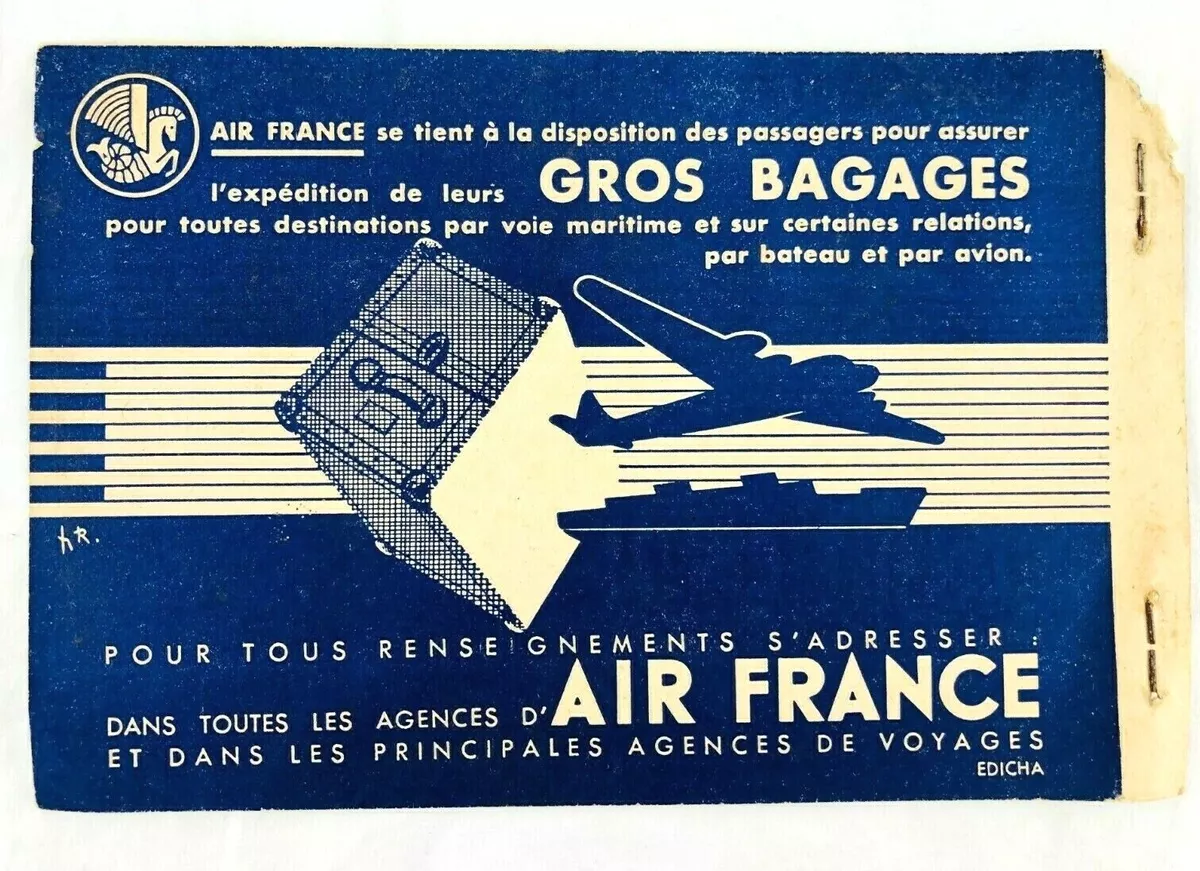 AIR FRANCE se tient à la disposition des passagers pour assurer
l'expédition de leurs GROS BAGAGES
pour toutes destinations par voie maritime et sur certaines relations,
par bateau et par avion.
hR.
POUR TOUS RENSEIGNEMENTS S'ADRESSER :
DANS TOUTES LES AGENCES D'AIR FRANCE
ET DANS LES PRINCIPALES AGENCES DE VOYAGES
EDICHA